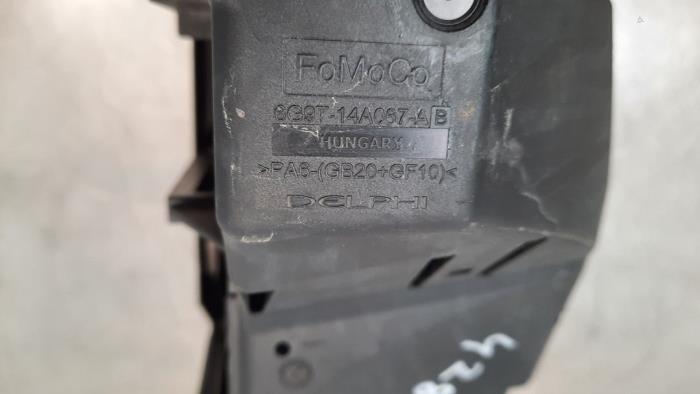 FoMoCo
6G9T-14A067-AB
HUNGARY
>PA6-(GB20+GF10)<
DELPHI